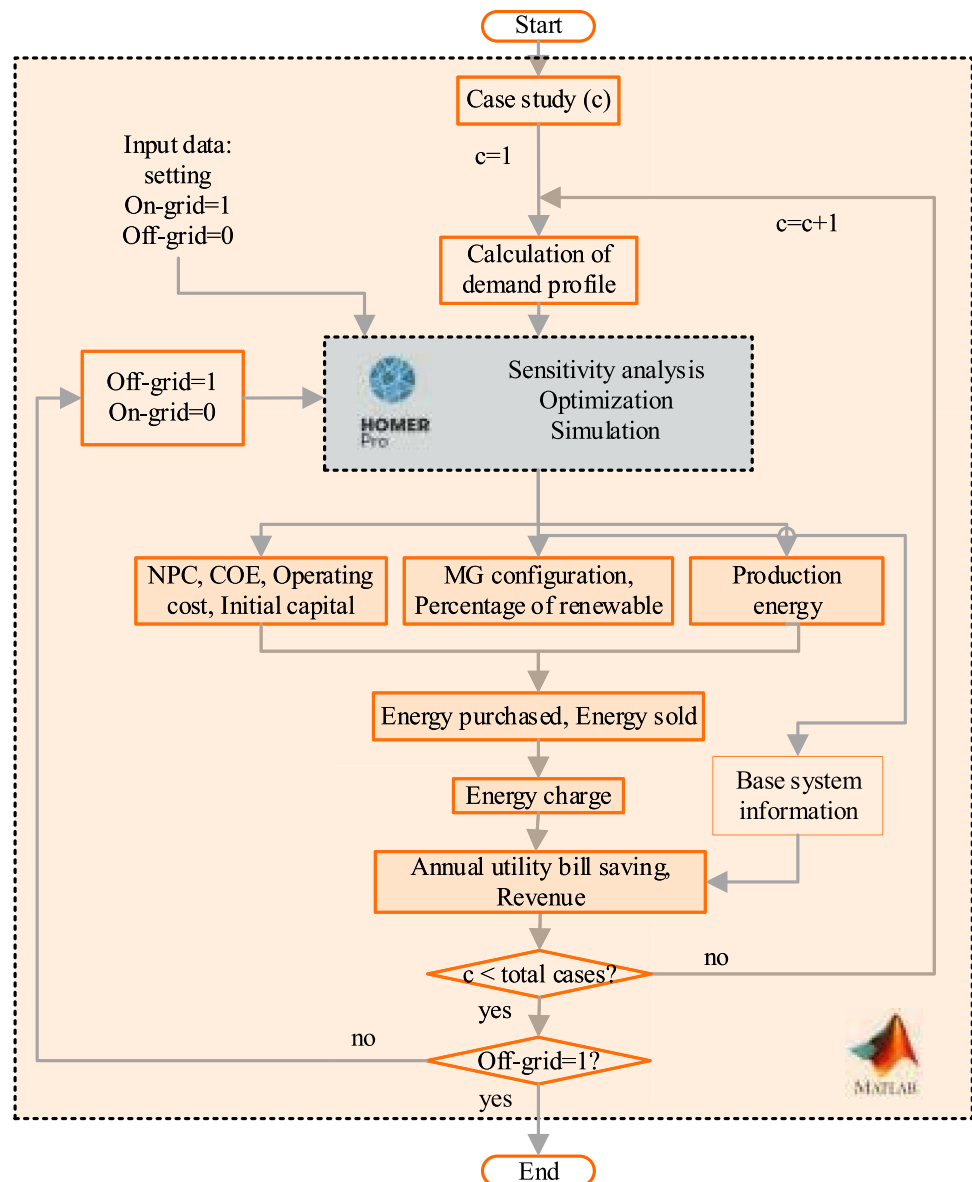 Start
Case study (c)
c=1
Input data:
setting
On-grid=1
Off-grid=0
c=c+1
Calculation of
demand profile
Off-grid=1
On-grid=0
HOMER
Pro
Sensitivity analysis
Optimization
Simulation
NPC, COE, Operating
cost, Initial capital
MG configuration,
Percentage of renewable
Production
energy
Energy purchased, Energy sold
Energy charge
Base system
information
Annual utility bill saving,
Revenue
c < total cases?
no
yes
Off-grid=1?
no
yes
MATLAB
End